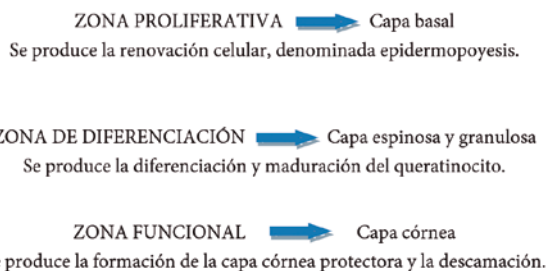 ZONA PROLIFERATIVA Capa basal
Se produce la renovación celular, denominada epidermopoyesis.
ZONA DE DIFERENCIACIÓN Capa espinosa y granulosa
Se produce la diferenciación y maduración del queratinocito.
ZONA FUNCIONAL Capa córnea
produce la formación de la capa córnea protectora y la descamación.